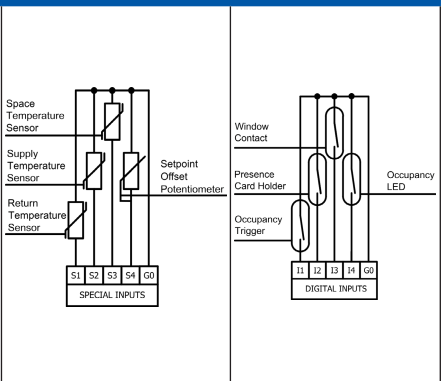 Space
Temperature
Sensor
Supply
Temperature
Sensor
Return
Temperature
Sensor
Setpoint
Offset
Potentiometer
S1 S2 S3 S4 G0
SPECIAL INPUTS
Window
Contact
Presence
Card Holder
Occupancy
Trigger
Occupancy
LED
I1 I2 I3 I4 G0
DIGITAL INPUTS